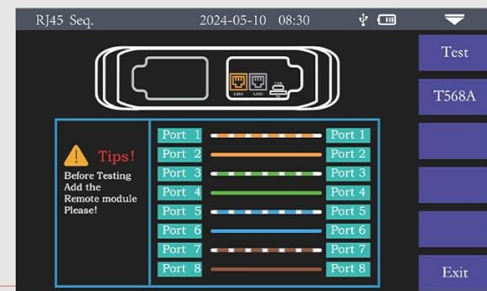 RJ45 Seq. 2024-05-10 08:30
Test
T568A
Tips!
Before Testing
Add the
Remote module
Please!
Port 1 Port 1
Port 2 Port 2
Port 3 Port 3
Port 4 Port 4
Port 5 Port 5
Port 6 Port 6
Port 7 Port 7
Port 8 Port 8
Exit